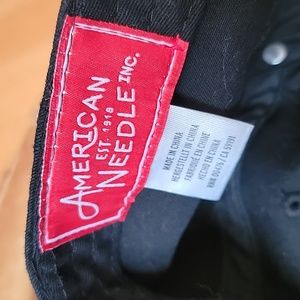 AMERICAN
EST. 1918
NEEDLE INC.
MADE IN CHINA
HERGESTELLT IN CHINA
FABRIQUÉ EN CHINE
HECHO EN CHINA